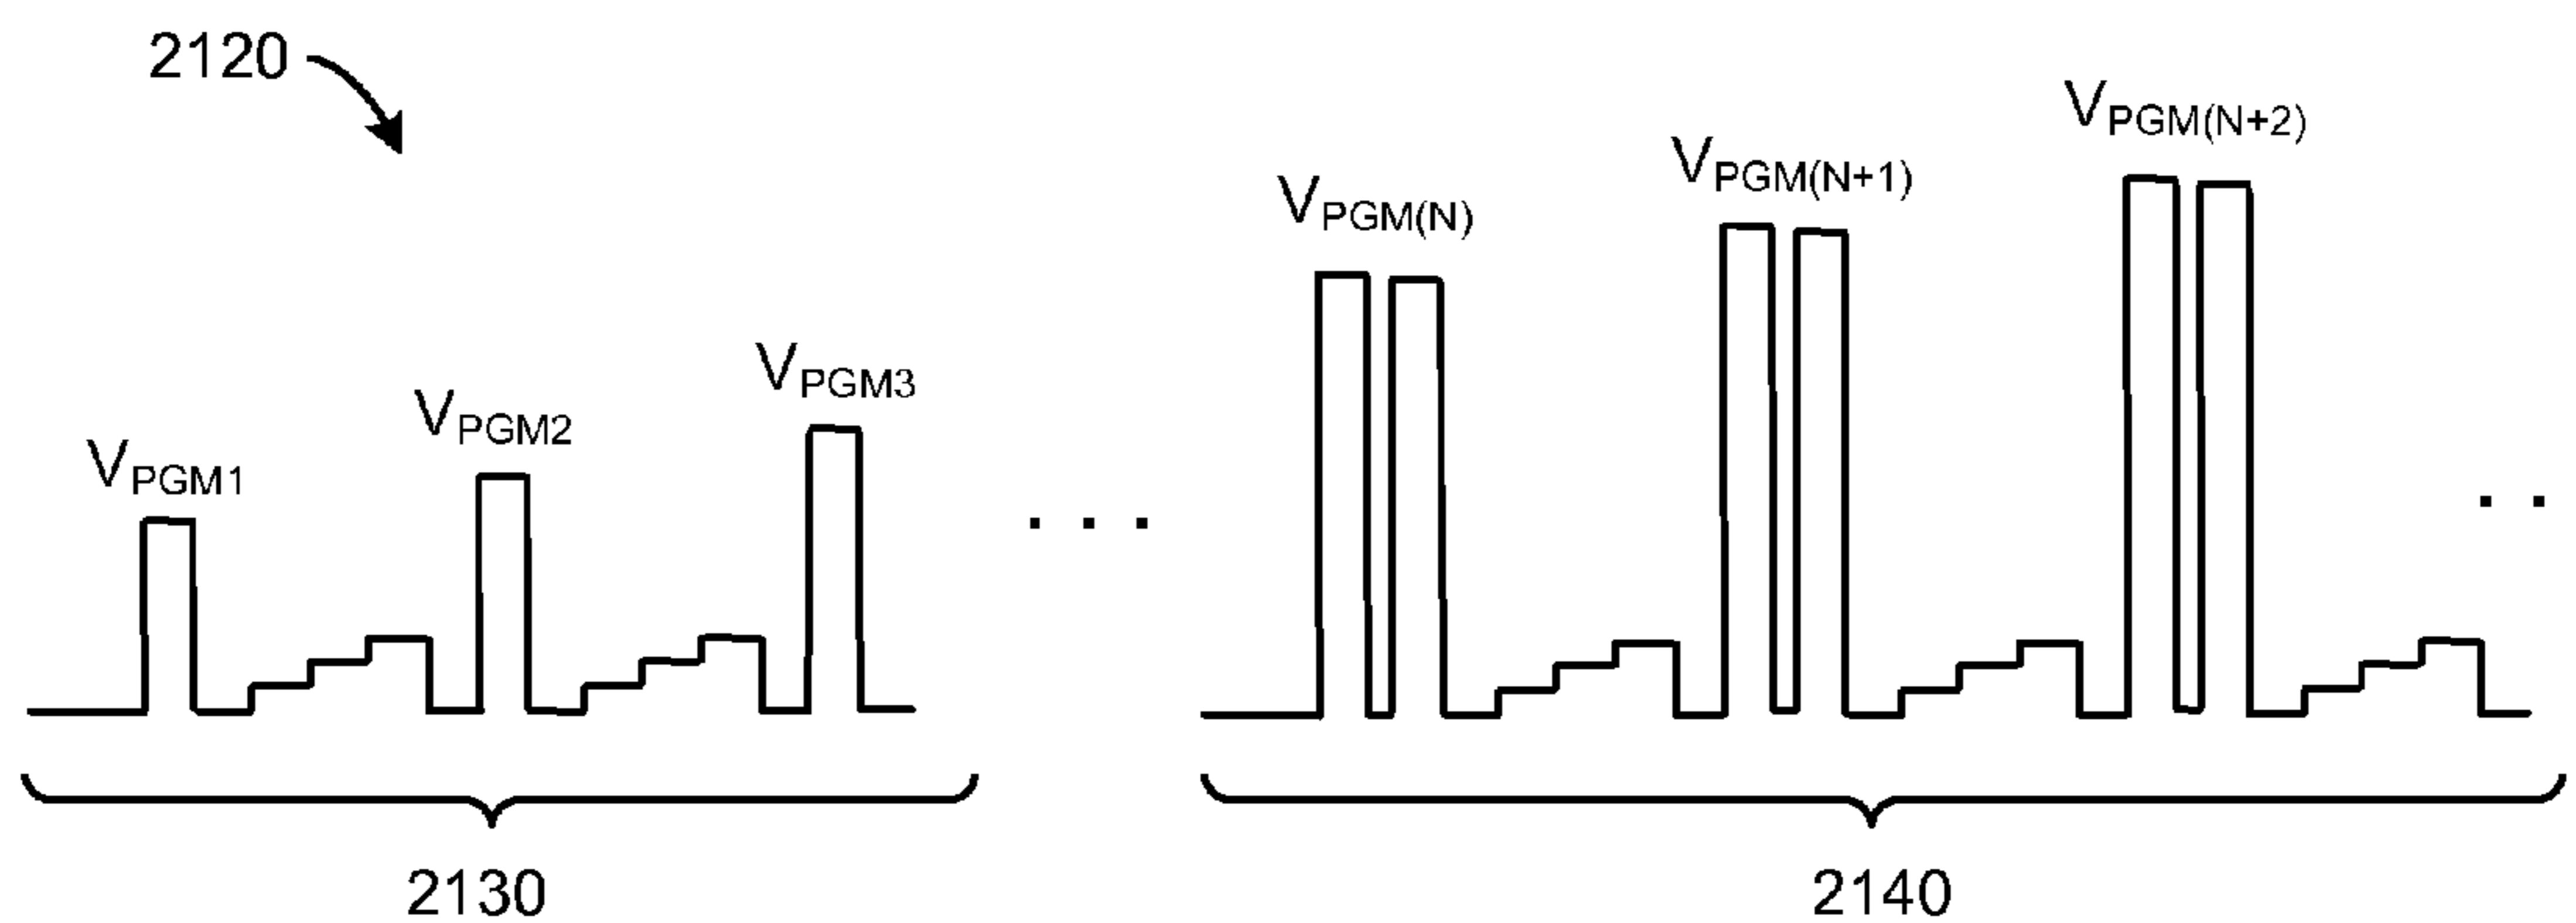 2120
VPGM1
VPGM2
VPGM3
. . .
VPGM(N)
VPGM(N+1)
VPGM(N+2)
. .
2130
2140